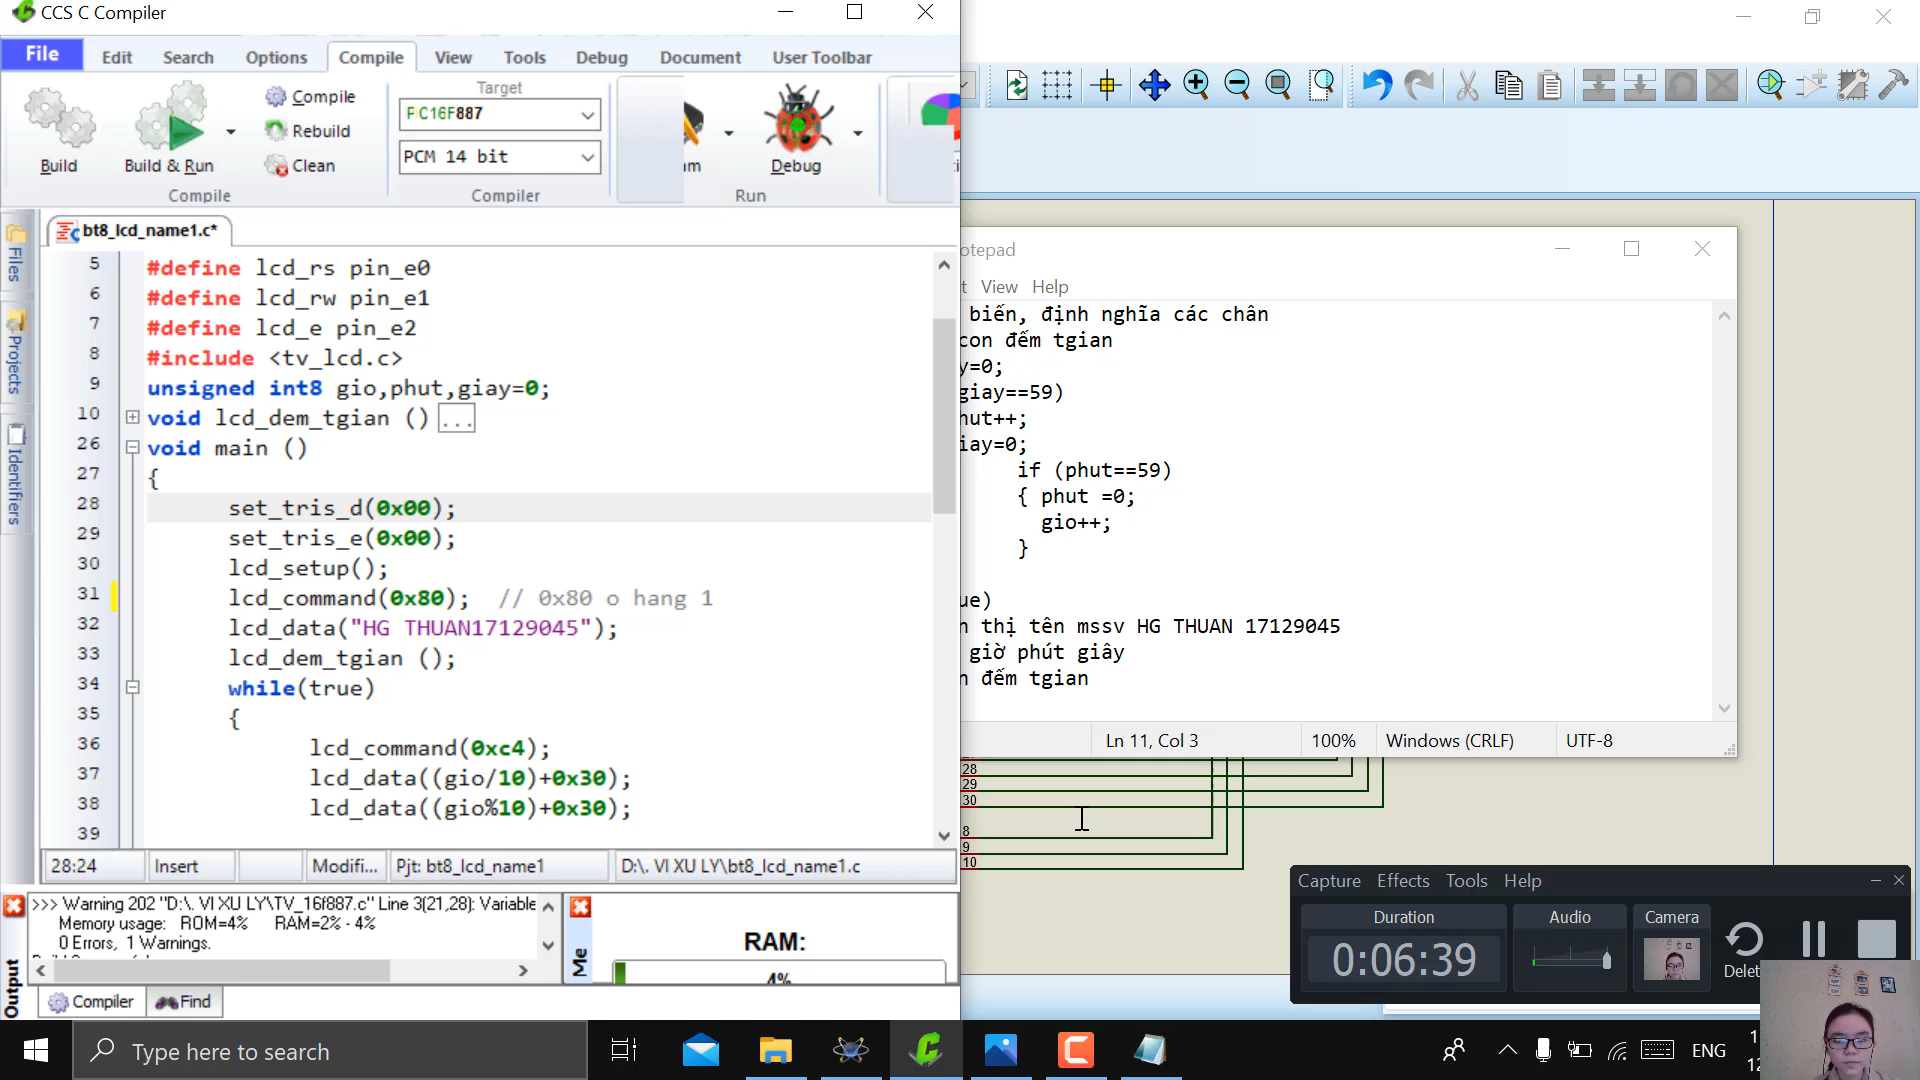 CCS C Compiler
File Edit Search Options Compile View Tools Debug Document User Toolbar
Target
Compile
PIC16F887
Rebuild
PCM 14 bit
Build
Build & Run
Clean
Debug
Compile
Compiler
Run
bt8_lcd_name1.c*
Files
Projects
Identifiers
5 #define lcd_rs pin_e0
6 #define lcd_rw pin_e1
7 #define lcd_e pin_e2
8 #include <tv_lcd.c>
9 unsigned int8 gio,phut,giay=0;
10 void lcd_dem_tgian () ...
26 void main ()
27 {
28 set_tris_d(0x00);
29 set_tris_e(0x00);
30 lcd_setup();
31 lcd_command(0x80); // 0x80 o hang 1
32 lcd_data("HG THUAN17129045");
33 lcd_dem_tgian ();
34 while(true)
35 {
36 lcd_command(0xc4);
37 lcd_data((gio/10)+0x30);
38 lcd_data((gio%10)+0x30);
39
28:24 Insert Modifi... Pjt: bt8_lcd_name1 D:\. VI XU LY\bt8_lcd_name1.c
>>> Warning 202 "D:\. VI XU LY\TV_16f887.c" Line 3(21,28): Variable
Memory usage: ROM=4% RAM=2% - 4%
0 Errors, 1 Warnings.
Output
Me
RAM:
4%
Compiler Find
otepad
t View Help
biến, định nghĩa các chân
con đếm tgian
y=0;
giay==59)
hut++;
iay=0;
if (phut==59)
{ phut =0;
gio++;
}
ue)
n thị tên mssv HG THUAN 17129045
giờ phút giây
n đếm tgian
Ln 11, Col 3 100% Windows (CRLF) UTF-8
28
29
30
8
9
10
Capture Effects Tools Help
Duration Audio Camera
0:06:39
Delet
Type here to search
ENG